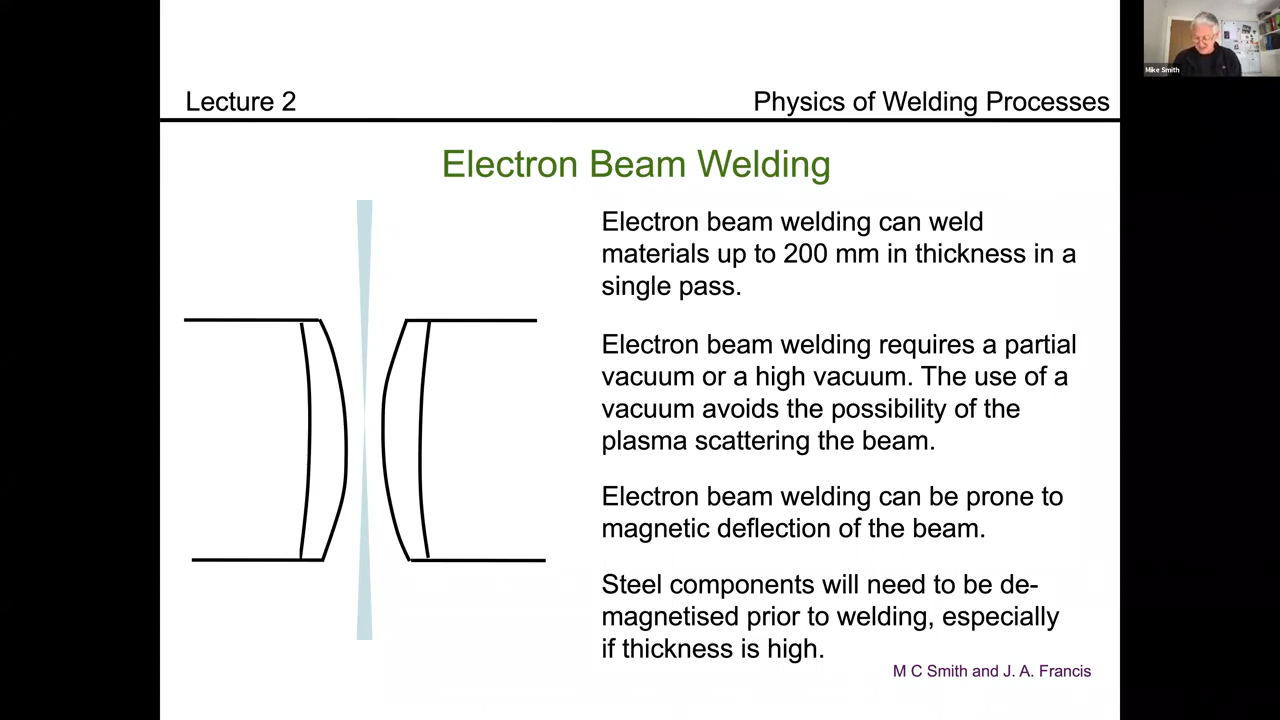 Mike Smith
Lecture 2
Physics of Welding Processes
Electron Beam Welding
Electron beam welding can weld
materials up to 200 mm in thickness in a
single pass.
Electron beam welding requires a partial
vacuum or a high vacuum. The use of a
vacuum avoids the possibility of the
plasma scattering the beam.
Electron beam welding can be prone to
magnetic deflection of the beam.
Steel components will need to be de-
magnetised prior to welding, especially
if thickness is high.
M C Smith and J. A. Francis